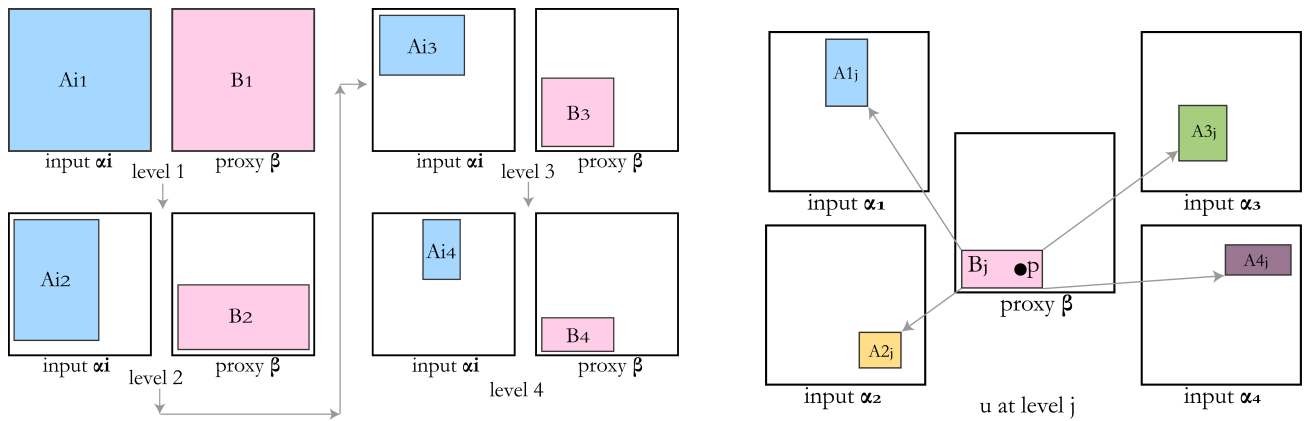 Ai1
B1
input αi
proxy β
level 1
Ai2
B2
input αi
proxy β
level 2
Ai3
B3
input αi
proxy β
level 3
Ai4
B4
input αi
proxy β
level 4
A1j
input α1
A3j
input α3
Bj
p
proxy β
A2j
input α2
A4j
input α4
u at level j